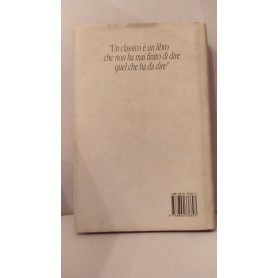 "Un classico è un libro
che non ha mai finito di dire
quel che ha da dire"